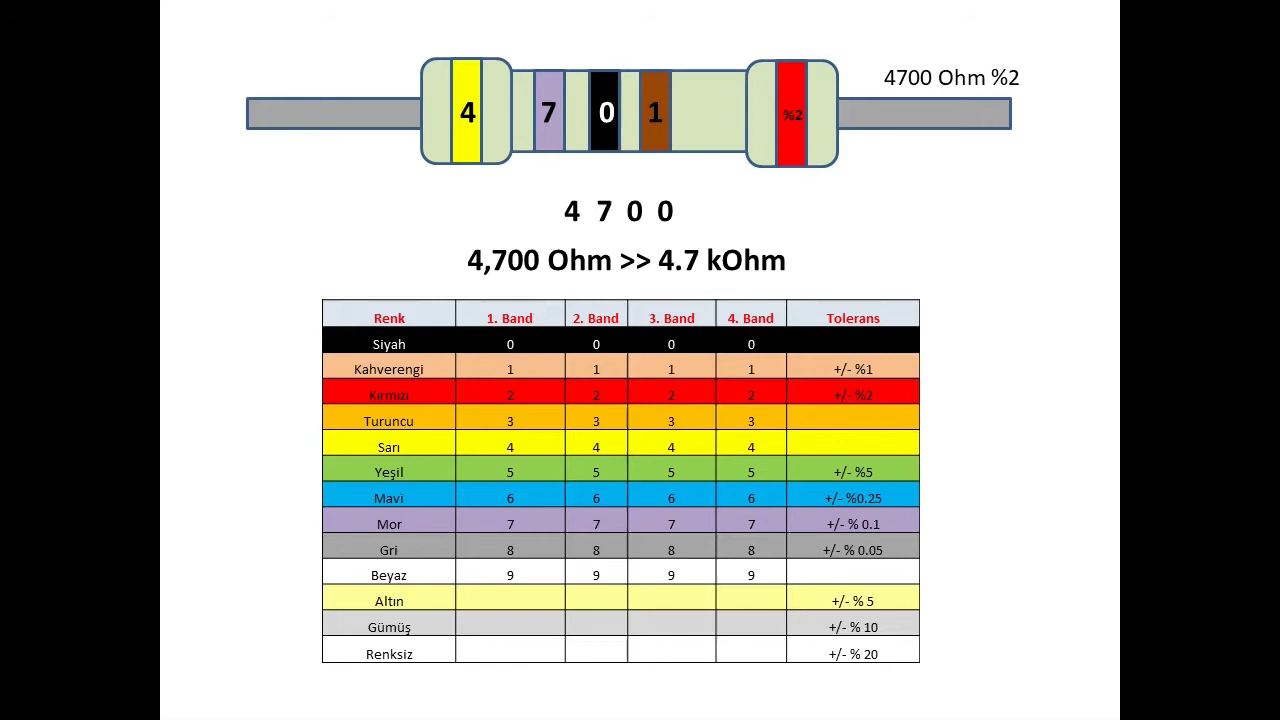 4700 Ohm %2
4 7 0 1 %2
4 7 0 0
4,700 Ohm >> 4.7 kOhm
Renk 1. Band 2. Band 3. Band 4. Band Tolerans
Siyah 0 0 0 0
Kahverengi 1 1 1 1 +/- %1
Kırmızı 2 2 2 2 +/- %2
Turuncu 3 3 3 3
Sarı 4 4 4 4
Yeşil 5 5 5 5 +/- %5
Mavi 6 6 6 6 +/- %0.25
Mor 7 7 7 7 +/- % 0.1
Gri 8 8 8 8 +/- % 0.05
Beyaz 9 9 9 9
Altın +/- % 5
Gümüş +/- % 10
Renksiz +/- % 20